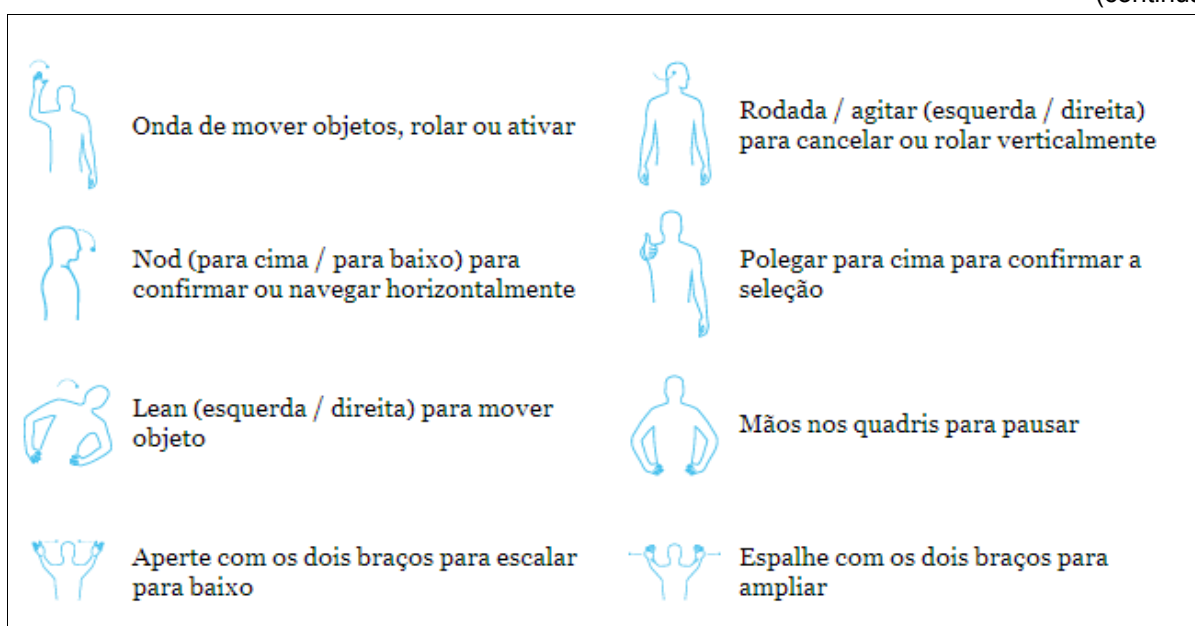 Onda de mover objetos, rolar ou ativar
Rodada / agitar (esquerda / direita)
para cancelar ou rolar verticalmente
Nod (para cima / para baixo) para
confirmar ou navegar horizontalmente
Polegar para cima para confirmar a
seleção
Lean (esquerda / direita) para mover
objeto
Mãos nos quadris para pausar
Aperte com os dois braços para escalar
para baixo
Espalhe com os dois braços para
ampliar